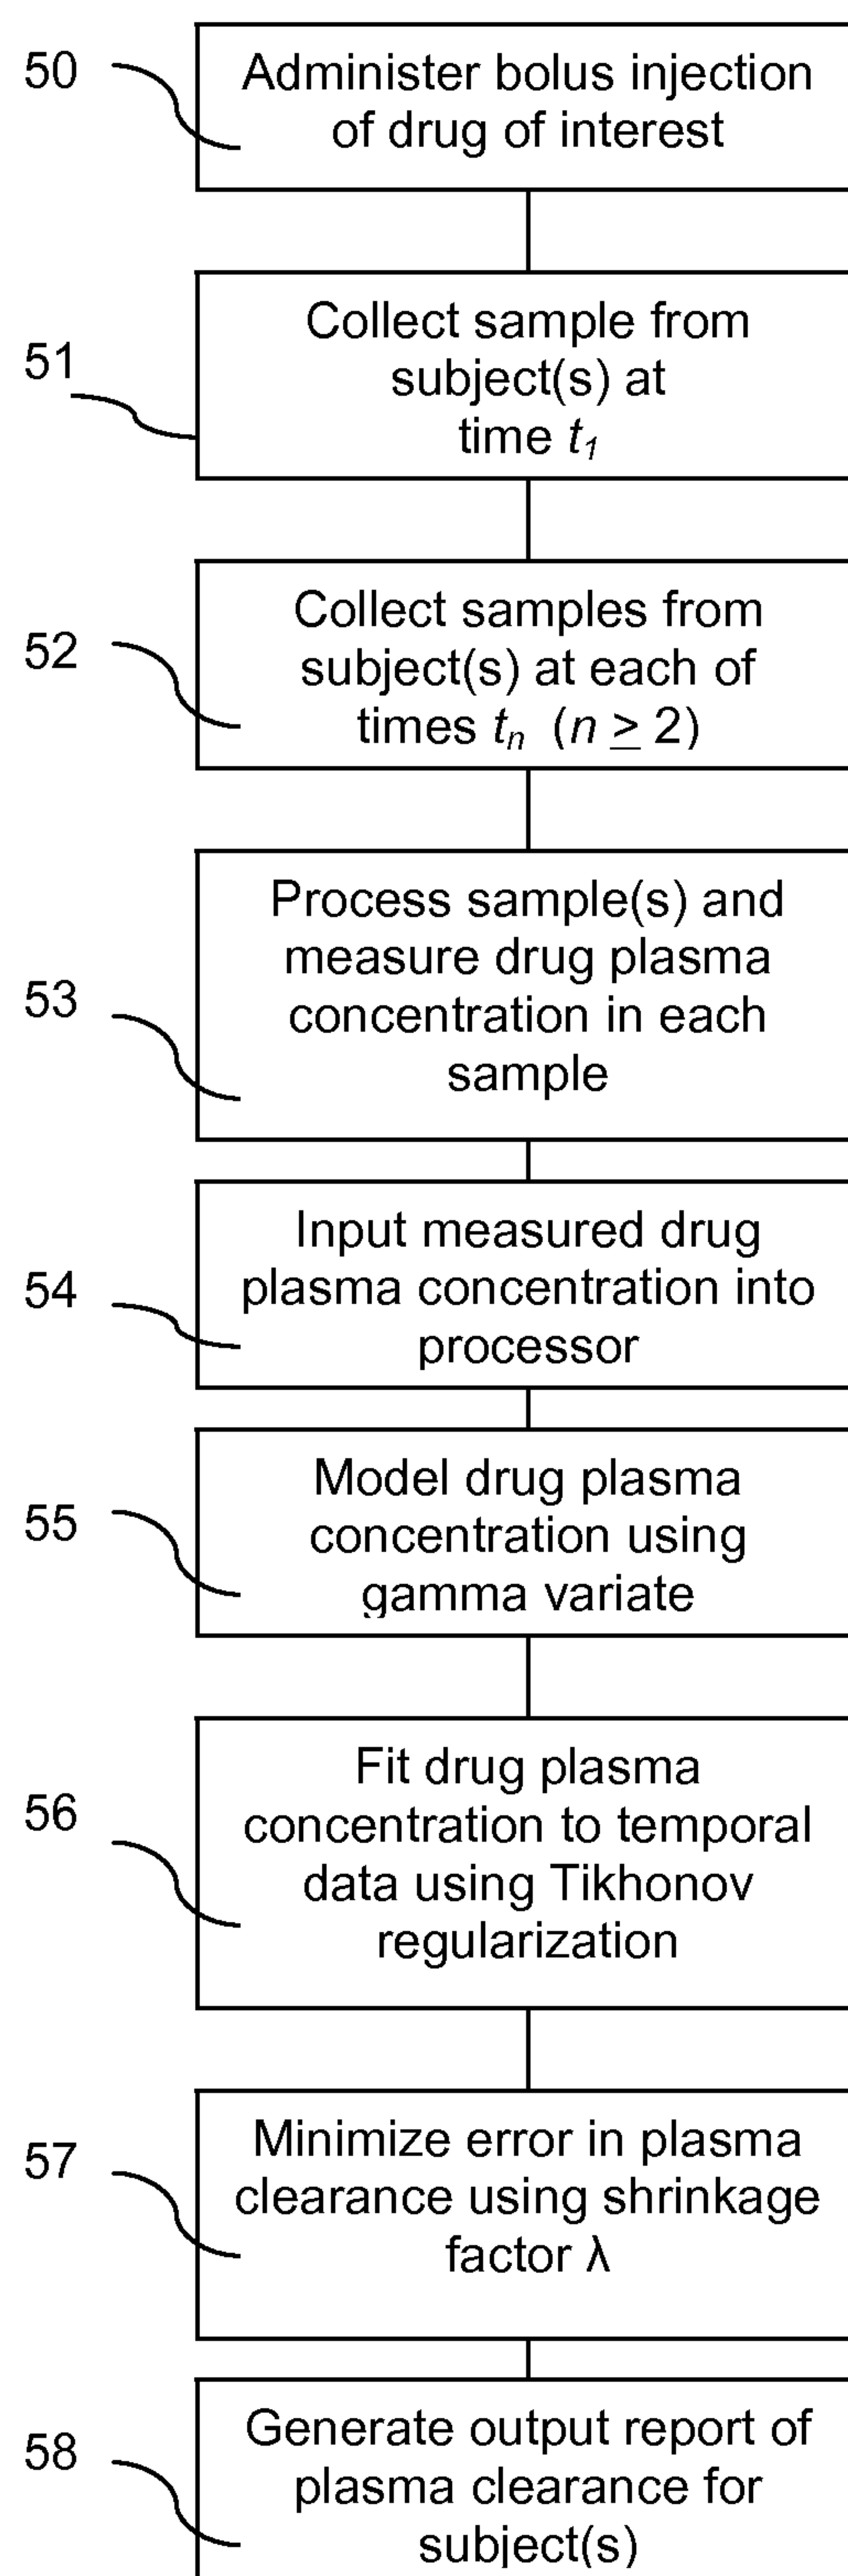 50
Administer bolus injection
of drug of interest
51
Collect sample from
subject(s) at
time t₁
52
Collect samples from
subject(s) at each of
times tₙ (n ≥ 2)
53
Process sample(s) and
measure drug plasma
concentration in each
sample
54
Input measured drug
plasma concentration into
processor
55
Model drug plasma
concentration using
gamma variate
56
Fit drug plasma
concentration to temporal
data using Tikhonov
regularization
57
Minimize error in plasma
clearance using shrinkage
factor λ
58
Generate output report of
plasma clearance for
subject(s)